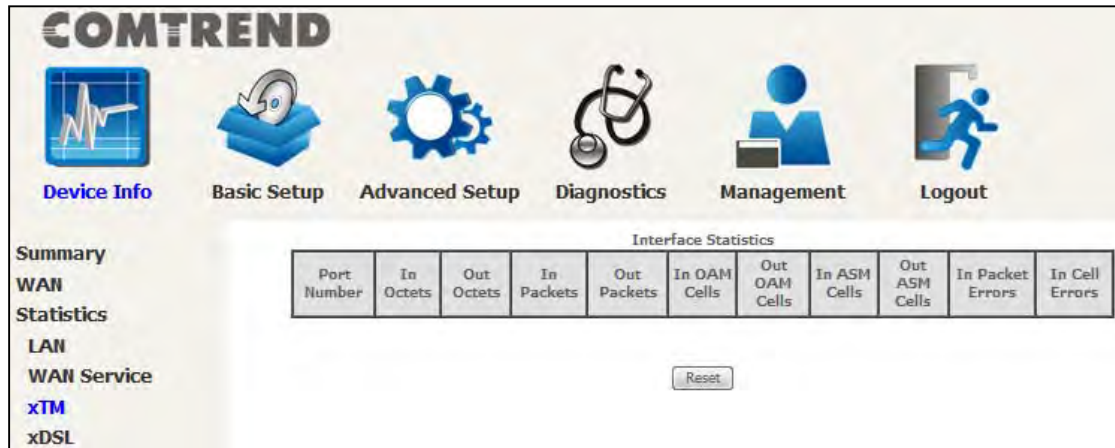 COMTREND
Device Info Basic Setup Advanced Setup Diagnostics Management Logout
Summary
WAN
Statistics
LAN
WAN Service
xTM
xDSL
Interface Statistics
Port Number In Octets Out Octets In Packets Out Packets In OAM Cells Out OAM Cells In ASM Cells Out ASM Cells In Packet Errors In Cell Errors
Reset